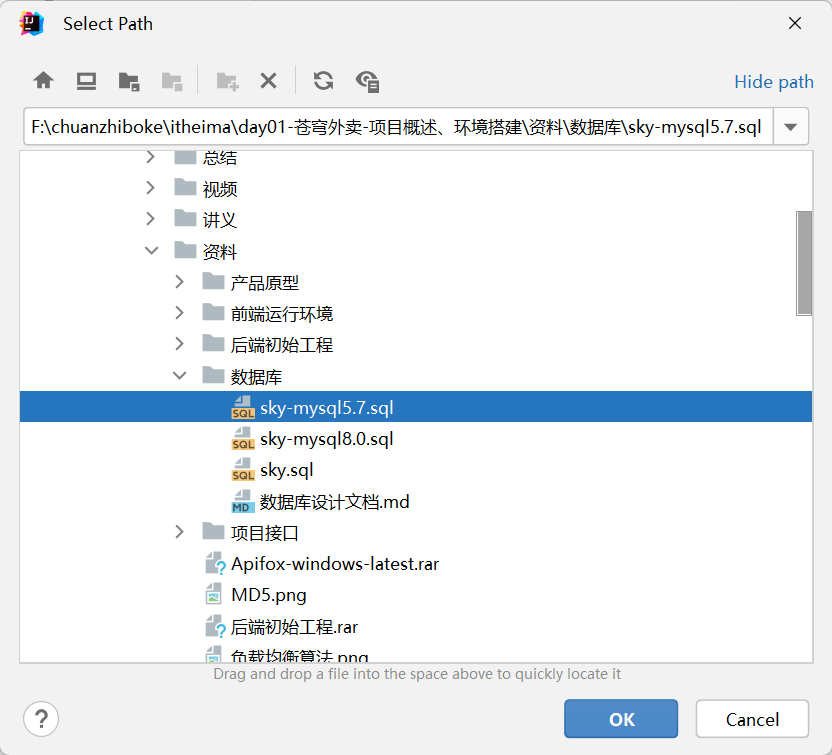 Select Path
Hide path
F:\chuanzhiboke\itheima\day01-苍穹外卖-项目概述、环境搭建\资料\数据库\sky-mysql5.7.sql
总结
视频
讲义
资料
产品原型
前端运行环境
后端初始工程
数据库
SQL sky-mysql5.7.sql
SQL sky-mysql8.0.sql
SQL sky.sql
MD 数据库设计文档.md
项目接口
Apifox-windows-latest.rar
MD5.png
后端初始工程.rar
负载均衡算法.png
Drag and drop a file into the space above to quickly locate it
? OK Cancel